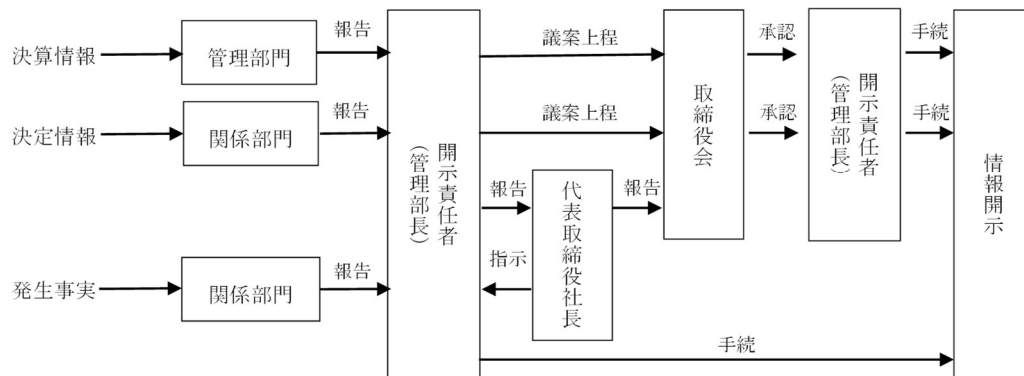 決算情報
管理部門
報告
議案上程
承認
手続
決定情報
関係部門
報告
議案上程
承認
手続
開示責任者
(管理部長)
取締役会
開示責任者
(管理部長)
情報開示
報告
代表取締役社長
報告
指示
発生事実
関係部門
報告
手続